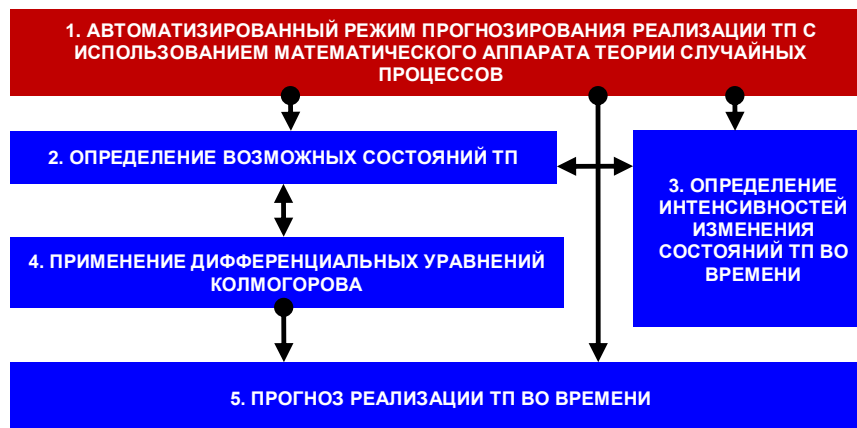 1. АВТОМАТИЗИРОВАННЫЙ РЕЖИМ ПРОГНОЗИРОВАНИЯ РЕАЛИЗАЦИИ ТП С
ИСПОЛЬЗОВАНИЕМ МАТЕМАТИЧЕСКОГО АППАРАТА ТЕОРИИ СЛУЧАЙНЫХ
ПРОЦЕССОВ
2. ОПРЕДЕЛЕНИЕ ВОЗМОЖНЫХ СОСТОЯНИЙ ТП
3. ОПРЕДЕЛЕНИЕ
ИНТЕНСИВНОСТЕЙ
ИЗМЕНЕНИЯ
СОСТОЯНИЙ ТП ВО
ВРЕМЕНИ
4. ПРИМЕНЕНИЕ ДИФФЕРЕНЦИАЛЬНЫХ УРАВНЕНИЙ
КОЛМОГОРОВА
5. ПРОГНОЗ РЕАЛИЗАЦИИ ТП ВО ВРЕМЕНИ